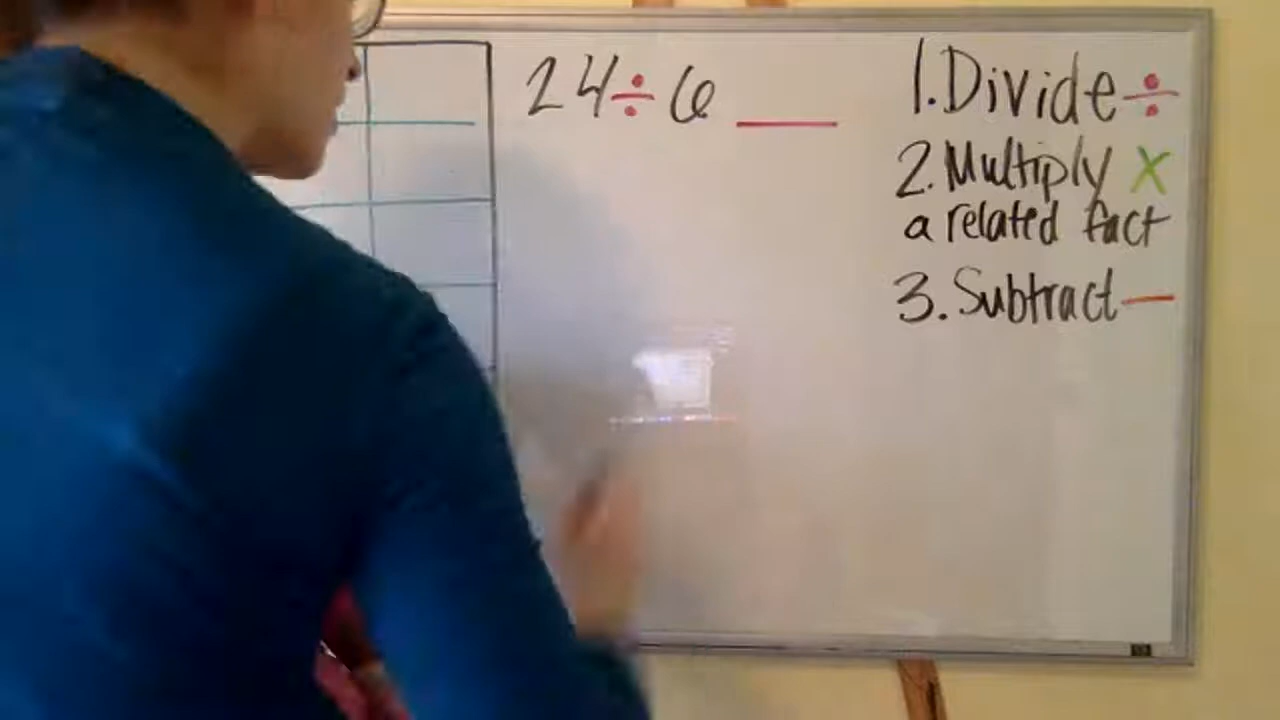 24÷6 ___
1.Divide÷
2.Multiply x
a related fact
3.Subtract—